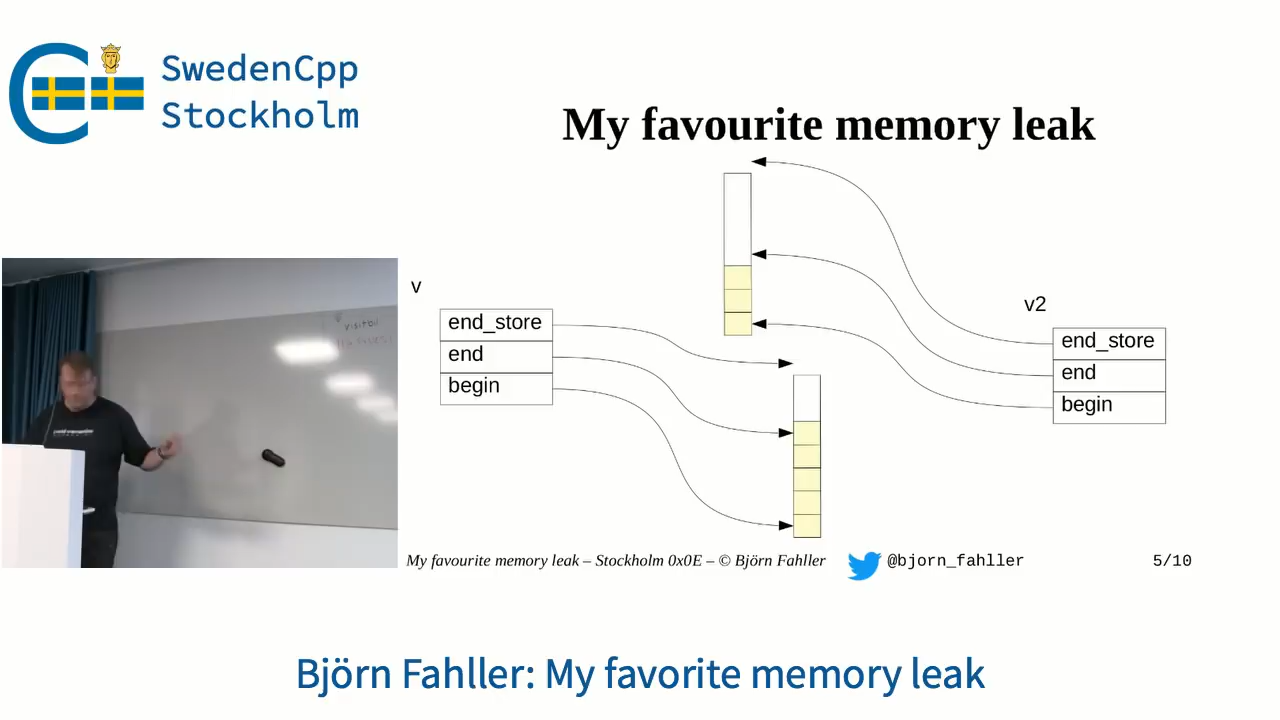 SwedenCpp
Stockholm
My favourite memory leak
v
end_store
end
begin
v2
end_store
end
begin
My favourite memory leak – Stockholm 0x0E – © Björn Fahller
@bjorn_fahller
5/10
Björn Fahller: My favorite memory leak